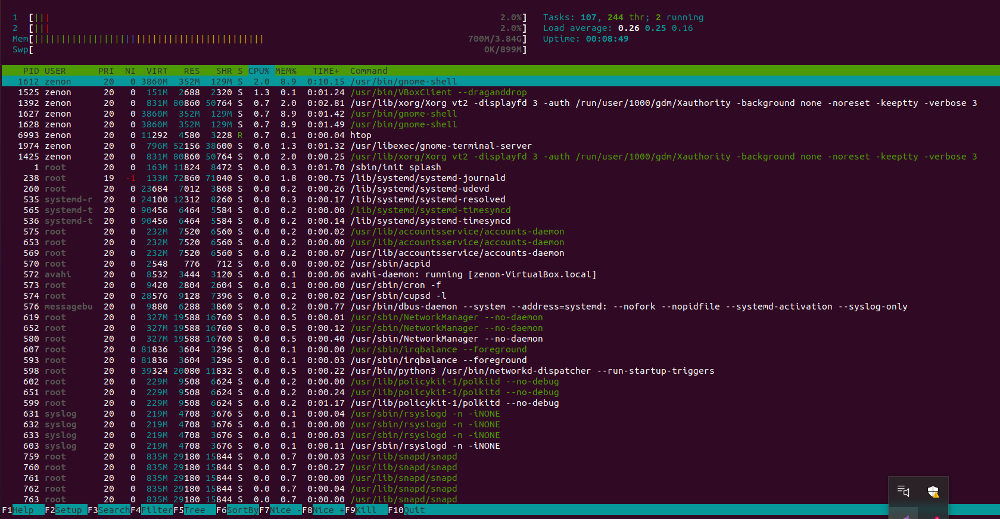 1 [||| 2.0%] Tasks: 107, 244 thr; 2 running
2 [||| 2.0%] Load average: 0.26 0.25 0.16
Mem[||||||||||||||||||||||||||||||||||||||||||| 700M/3.84G] Uptime: 00:08:49
Swp[ 0K/899M]
PID USER PRI NI VIRT RES SHR S CPU% MEM% TIME+ Command
1612 zenon 20 0 3860M 352M 129M S 2.0 8.9 0:10.15 /usr/bin/gnome-shell
1525 zenon 20 0 151M 2688 2320 S 1.3 0.1 0:01.24 /usr/bin/VBoxClient --draganddrop
1392 zenon 20 0 831M 80860 50764 S 0.7 2.0 0:02.81 /usr/lib/xorg/Xorg vt2 -displayfd 3 -auth /run/user/1000/gdm/Xauthority -background none -noreset -keeptty -verbose 3
1627 zenon 20 0 3860M 352M 129M S 0.7 8.9 0:01.42 /usr/bin/gnome-shell
1628 zenon 20 0 3860M 352M 129M S 0.7 8.9 0:01.49 /usr/bin/gnome-shell
6993 zenon 20 0 11292 4580 3228 R 0.7 0.1 0:00.04 htop
1974 zenon 20 0 796M 52156 38600 S 0.0 1.3 0:01.32 /usr/libexec/gnome-terminal-server
1425 zenon 20 0 831M 80860 50764 S 0.0 2.0 0:00.25 /usr/lib/xorg/Xorg vt2 -displayfd 3 -auth /run/user/1000/gdm/Xauthority -background none -noreset -keeptty -verbose 3
1 root 20 0 163M 11824 8472 S 0.0 0.3 0:01.70 /sbin/init splash
238 root 19 -1 133M 72860 71040 S 0.0 1.8 0:00.75 /lib/systemd/systemd-journald
260 root 20 0 23684 7012 3868 S 0.0 0.2 0:00.26 /lib/systemd/systemd-udevd
535 systemd-r 20 0 24100 12312 8260 S 0.0 0.3 0:00.17 /lib/systemd/systemd-resolved
565 systemd-t 20 0 90456 6464 5584 S 0.0 0.2 0:00.00 /lib/systemd/systemd-timesyncd
536 systemd-t 20 0 90456 6464 5584 S 0.0 0.2 0:00.14 /lib/systemd/systemd-timesyncd
575 root 20 0 232M 7520 6560 S 0.0 0.2 0:00.02 /usr/lib/accountsservice/accounts-daemon
653 root 20 0 232M 7520 6560 S 0.0 0.2 0:00.00 /usr/lib/accountsservice/accounts-daemon
569 root 20 0 232M 7520 6560 S 0.0 0.2 0:00.07 /usr/lib/accountsservice/accounts-daemon
570 root 20 0 2548 776 712 S 0.0 0.0 0:00.02 /usr/sbin/acpid
572 avahi 20 0 8532 3444 3120 S 0.0 0.1 0:00.06 avahi-daemon: running [zenon-VirtualBox.local]
573 root 20 0 9420 2804 2604 S 0.0 0.1 0:00.00 /usr/sbin/cron -f
574 root 20 0 28576 9128 7396 S 0.0 0.2 0:00.02 /usr/sbin/cupsd -l
576 messagebu 20 0 9880 6288 3860 S 0.0 0.2 0:00.77 /usr/bin/dbus-daemon --system --address=systemd: --nofork --nopidfile --systemd-activation --syslog-only
619 root 20 0 327M 19588 16760 S 0.0 0.5 0:00.01 /usr/sbin/NetworkManager --no-daemon
652 root 20 0 327M 19588 16760 S 0.0 0.5 0:00.12 /usr/sbin/NetworkManager --no-daemon
580 root 20 0 327M 19588 16760 S 0.0 0.5 0:00.40 /usr/sbin/NetworkManager --no-daemon
607 root 20 0 81836 3604 3296 S 0.0 0.1 0:00.00 /usr/sbin/irqbalance --foreground
593 root 20 0 81836 3604 3296 S 0.0 0.1 0:00.03 /usr/sbin/irqbalance --foreground
598 root 20 0 39324 20080 11832 S 0.0 0.5 0:00.22 /usr/bin/python3 /usr/bin/networkd-dispatcher --run-startup-triggers
602 root 20 0 229M 9508 6624 S 0.0 0.2 0:00.00 /usr/lib/policykit-1/polkitd --no-debug
651 root 20 0 229M 9508 6624 S 0.0 0.2 0:00.24 /usr/lib/policykit-1/polkitd --no-debug
599 root 20 0 229M 9508 6624 S 0.0 0.2 0:01.17 /usr/lib/policykit-1/polkitd --no-debug
631 syslog 20 0 219M 4708 3676 S 0.0 0.1 0:00.04 /usr/sbin/rsyslogd -n -iNONE
632 syslog 20 0 219M 4708 3676 S 0.0 0.1 0:00.00 /usr/sbin/rsyslogd -n -iNONE
633 syslog 20 0 219M 4708 3676 S 0.0 0.1 0:00.03 /usr/sbin/rsyslogd -n -iNONE
603 syslog 20 0 219M 4708 3676 S 0.0 0.1 0:00.11 /usr/sbin/rsyslogd -n -iNONE
759 root 20 0 835M 29180 15844 S 0.0 0.7 0:00.03 /usr/lib/snapd/snapd
760 root 20 0 835M 29180 15844 S 0.0 0.7 0:00.27 /usr/lib/snapd/snapd
761 root 20 0 835M 29180 15844 S 0.0 0.7 0:00.00 /usr/lib/snapd/snapd
762 root 20 0 835M 29180 15844 S 0.0 0.7 0:00.04 /usr/lib/snapd/snapd
763 root 20 0 835M 29180 15844 S 0.0 0.7 0:00.00 /usr/lib/snapd/snapd
F1Help F2Setup F3SearchF4FilterF5Tree F6SortByF7Nice -F8Nice +F9Kill F10Quit